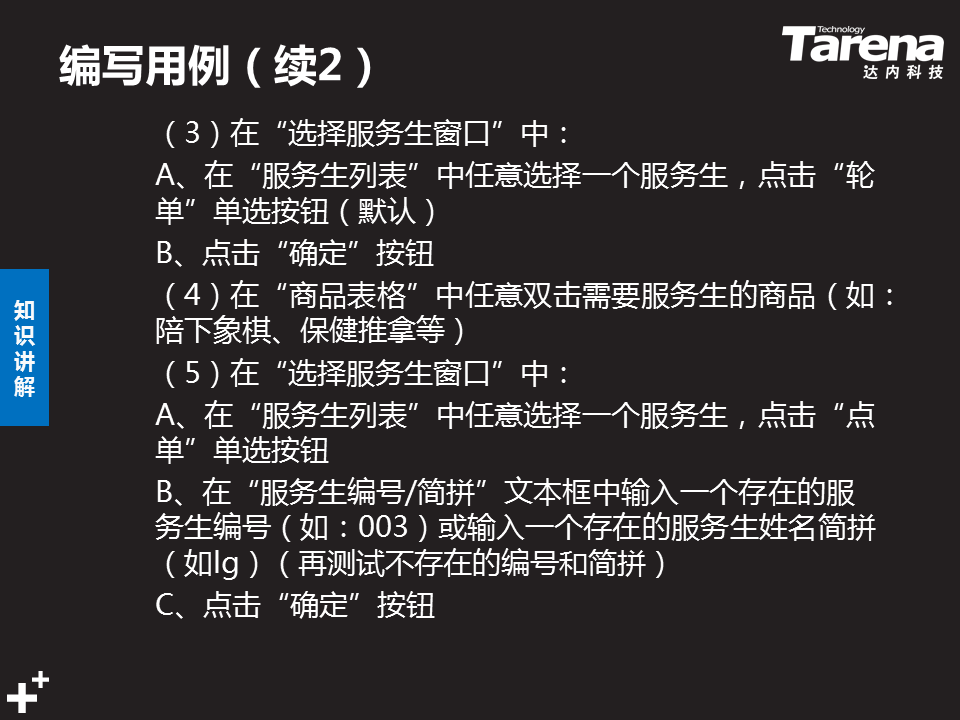 编写用例（续2）
Technology
Tarena
达内科技
（3）在“选择服务生窗口”中：
A、在“服务生列表”中任意选择一个服务生，点击“轮
单”单选按钮（默认）
B、点击“确定”按钮
（4）在“商品表格”中任意双击需要服务生的商品（如：
陪下象棋、保健推拿等）
（5）在“选择服务生窗口”中：
A、在“服务生列表”中任意选择一个服务生，点击“点
单”单选按钮
B、在“服务生编号/简拼”文本框中输入一个存在的服
务生编号（如：003）或输入一个存在的服务生姓名简拼
（如lg）（再测试不存在的编号和简拼）
C、点击“确定”按钮
知
识
讲
解